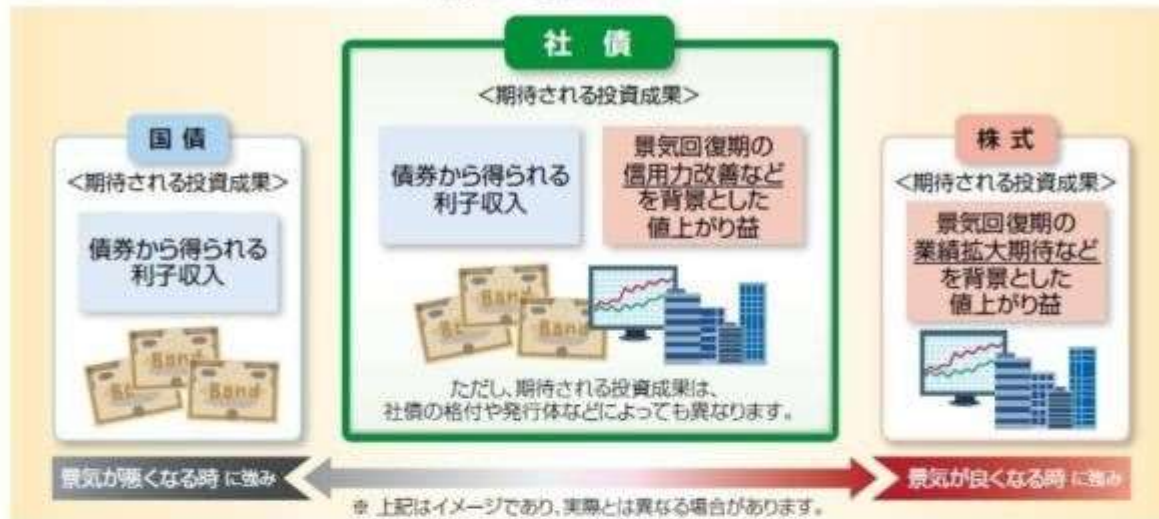 社債
<期待される投資成果>
債券から得られる
利子収入
景気回復期の
信用力改善など
を背景とした
値上がり益
Bond
Bond
Bond
ただし、期待される投資成果は、
社債の格付や発行体などによっても異なります。
国債
<期待される投資成果>
債券から得られる
利子収入
Bond
Bond
株式
<期待される投資成果>
景気回復期の
業績拡大期待など
を背景とした
値上がり益
景気が悪くなる時に強み
景気が良くなる時に強み
※ 上記はイメージであり、実際とは異なる場合があります。